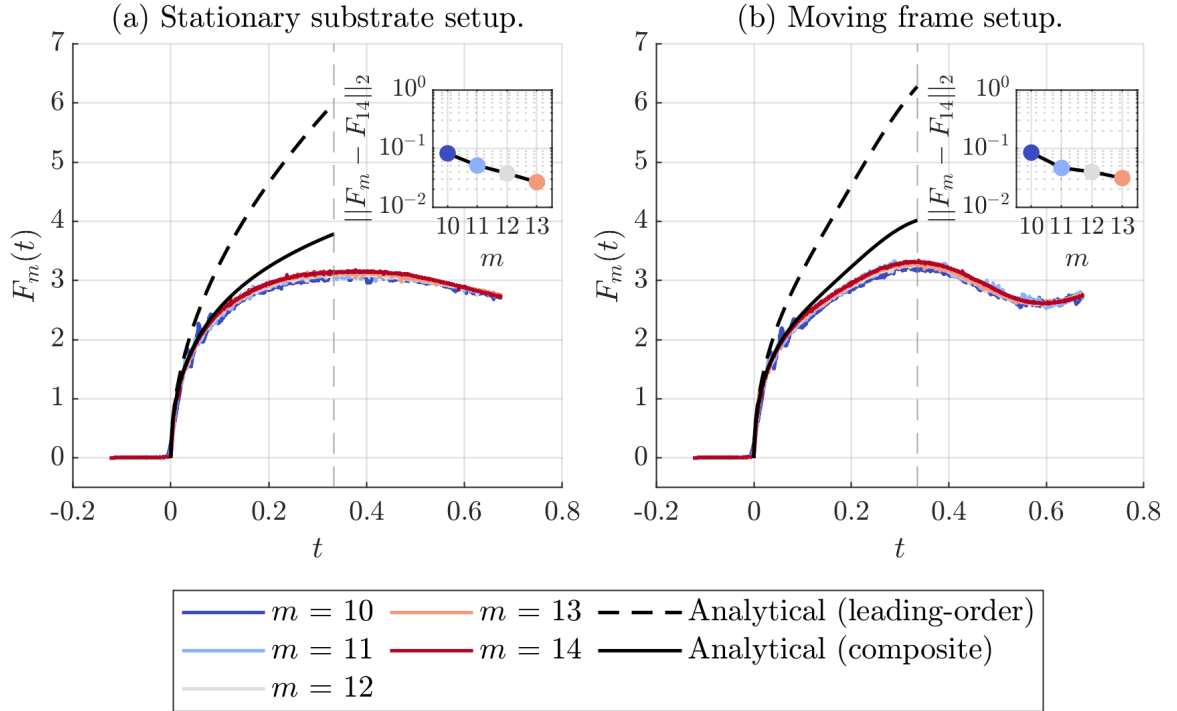 (a) Stationary substrate setup.
7
6
5
4
3
2
1
0
F_m(t)
-0.2 0 0.2 0.4 0.6 0.8
t
||F_m − F_14||_2
10^0
10^-1
10^-2
10 11 12 13
m
(b) Moving frame setup.
7
6
5
4
3
2
1
0
F_m(t)
-0.2 0 0.2 0.4 0.6 0.8
t
||F_m − F_14||_2
10^0
10^-1
10^-2
10 11 12 13
m
m = 10 m = 13 Analytical (leading-order)
m = 11 m = 14 Analytical (composite)
m = 12